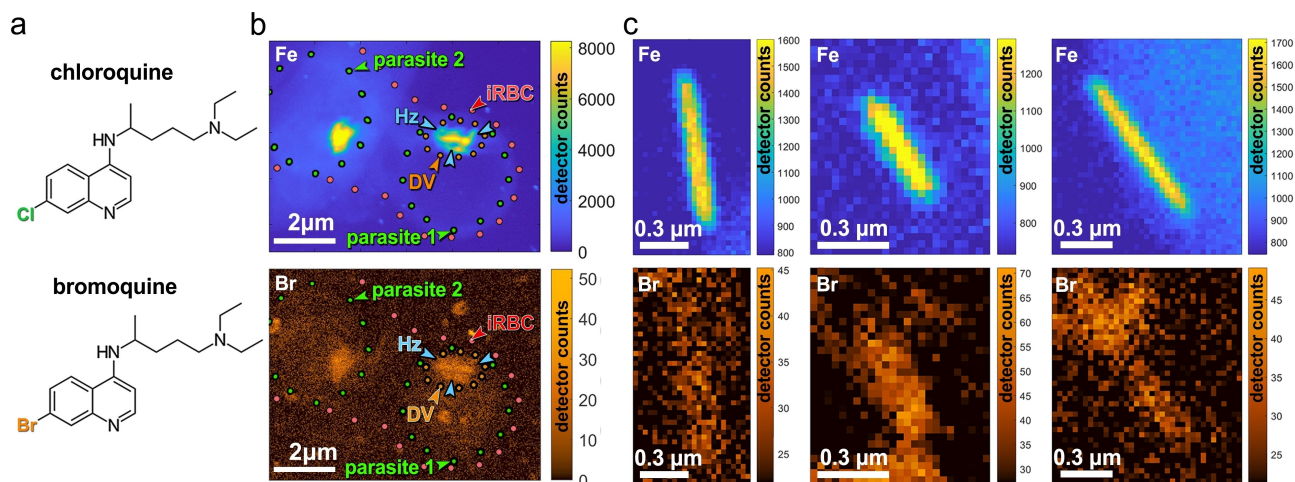 a
chloroquine
HN
N
N
Cl
bromoquine
HN
N
N
Br
b
Fe
parasite 2
iRBC
Hz
DV
2µm
parasite 1
8000
6000
4000
2000
0
detector counts
Br
parasite 2
iRBC
Hz
DV
2µm
parasite 1
50
40
30
20
10
0
detector counts
c
Fe
0.3 µm
1600
1500
1400
1300
1200
1100
1000
900
800
detector counts
0.3 µm
1200
1100
1000
900
800
detector counts
Fe
0.3 µm
1700
1600
1500
1400
1300
1200
1100
1000
900
800
detector counts
Br
0.3 µm
45
40
35
30
25
detector counts
Br
0.3 µm
70
65
60
55
50
45
40
35
30
detector counts
Br
0.3 µm
45
40
35
30
25
detector counts